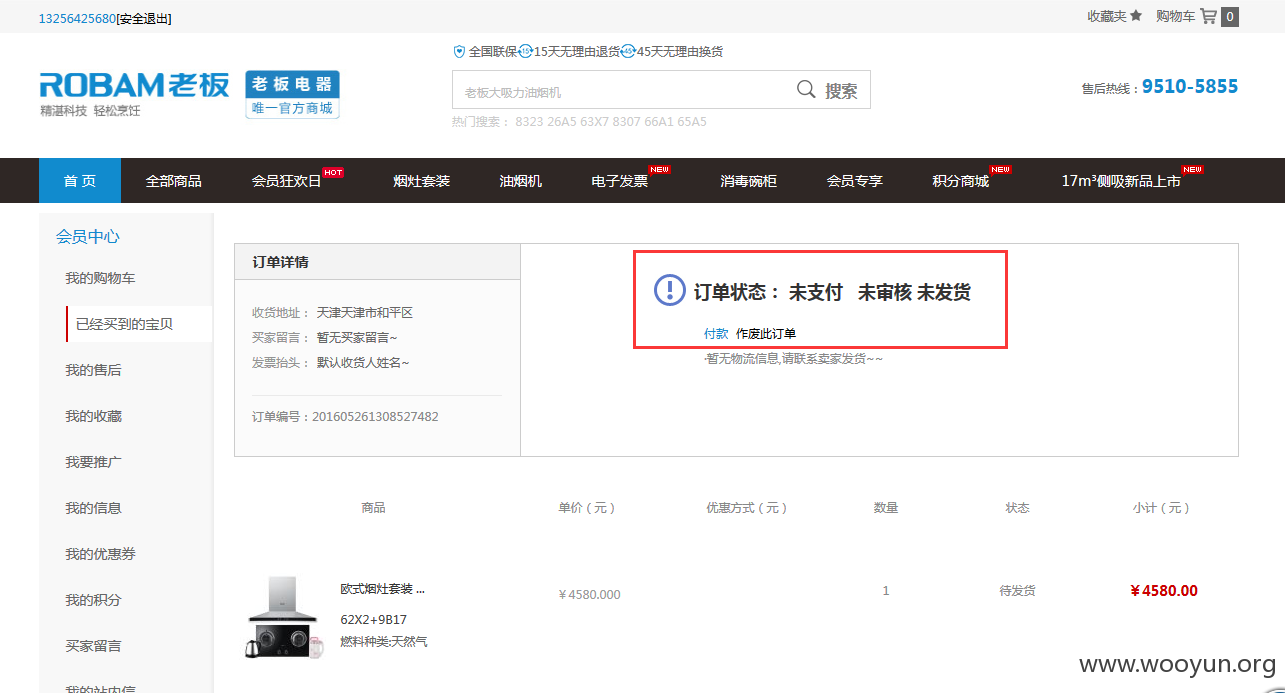 13256425680[安全退出]
收藏夹 购物车 0
全国联保 15天无理由退货 45天无理由换货
ROBAM老板
精湛科技 轻松烹饪
老板电器
唯一官方商城
老板大吸力油烟机
搜索
售后热线：9510-5855
热门搜索： 8323 26A5 63X7 8307 66A1 65A5
首 页 全部商品 会员狂欢日 HOT 烟灶套装 油烟机 电子发票 NEW 消毒碗柜 会员专享 积分商城 NEW 17m³侧吸新品上市 NEW
会员中心
我的购物车
已经买到的宝贝
我的售后
我的收藏
我要推广
我的信息
我的优惠券
我的积分
买家留言
我的站内信
订单详情
收货地址： 天津天津市和平区
买家留言： 暂无买家留言~
发票抬头： 默认收货人姓名~
订单编号：201605261308527482
订单状态： 未支付 未审核 未发货
付款 作废此订单
·暂无物流信息,请联系卖家发货~~
商品 单价（元） 优惠方式（元） 数量 状态 小计（元）
欧式烟灶套装 ...
62X2+9B17
燃料种类:天然气
￥4580.000 1 待发货 ￥4580.00
www.wooyun.org